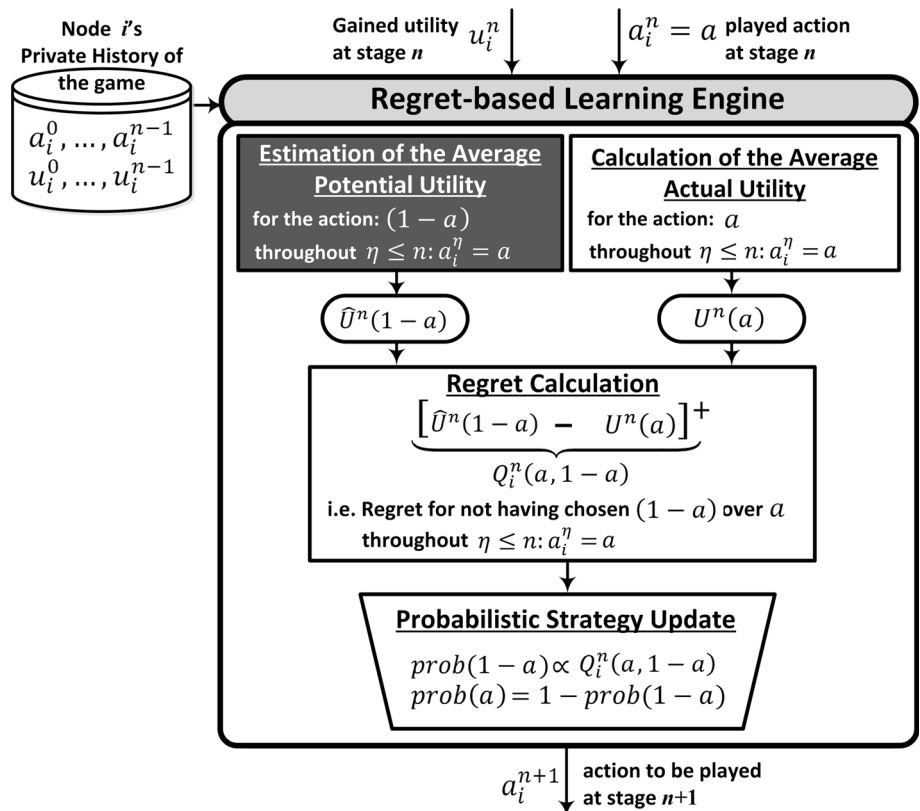 Node i's
Private History of
the game
a_i^0, ..., a_i^{n-1}
u_i^0, ..., u_i^{n-1}
Gained utility
at stage n
u_i^n
a_i^n = a
played action
at stage n
Regret-based Learning Engine
Estimation of the Average
Potential Utility
for the action: (1 − a)
throughout η ≤ n: a_i^η = a
Calculation of the Average
Actual Utility
for the action: a
throughout η ≤ n: a_i^η = a
Û^n(1 − a)
U^n(a)
Regret Calculation
[Û^n(1 − a) − U^n(a)]^+
Q_i^n(a, 1 − a)
i.e. Regret for not having chosen (1 − a) over a
throughout η ≤ n: a_i^η = a
Probabilistic Strategy Update
prob(1 − a) ∝ Q_i^n(a, 1 − a)
prob(a) = 1 − prob(1 − a)
a_i^{n+1}
action to be played
at stage n+1